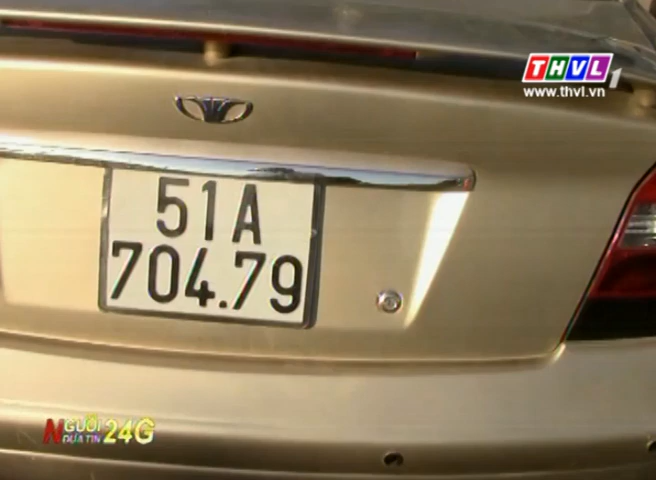 THVL1
www.thvl.vn
51A
704.79
NGƯỜI
ĐƯA TIN 24G